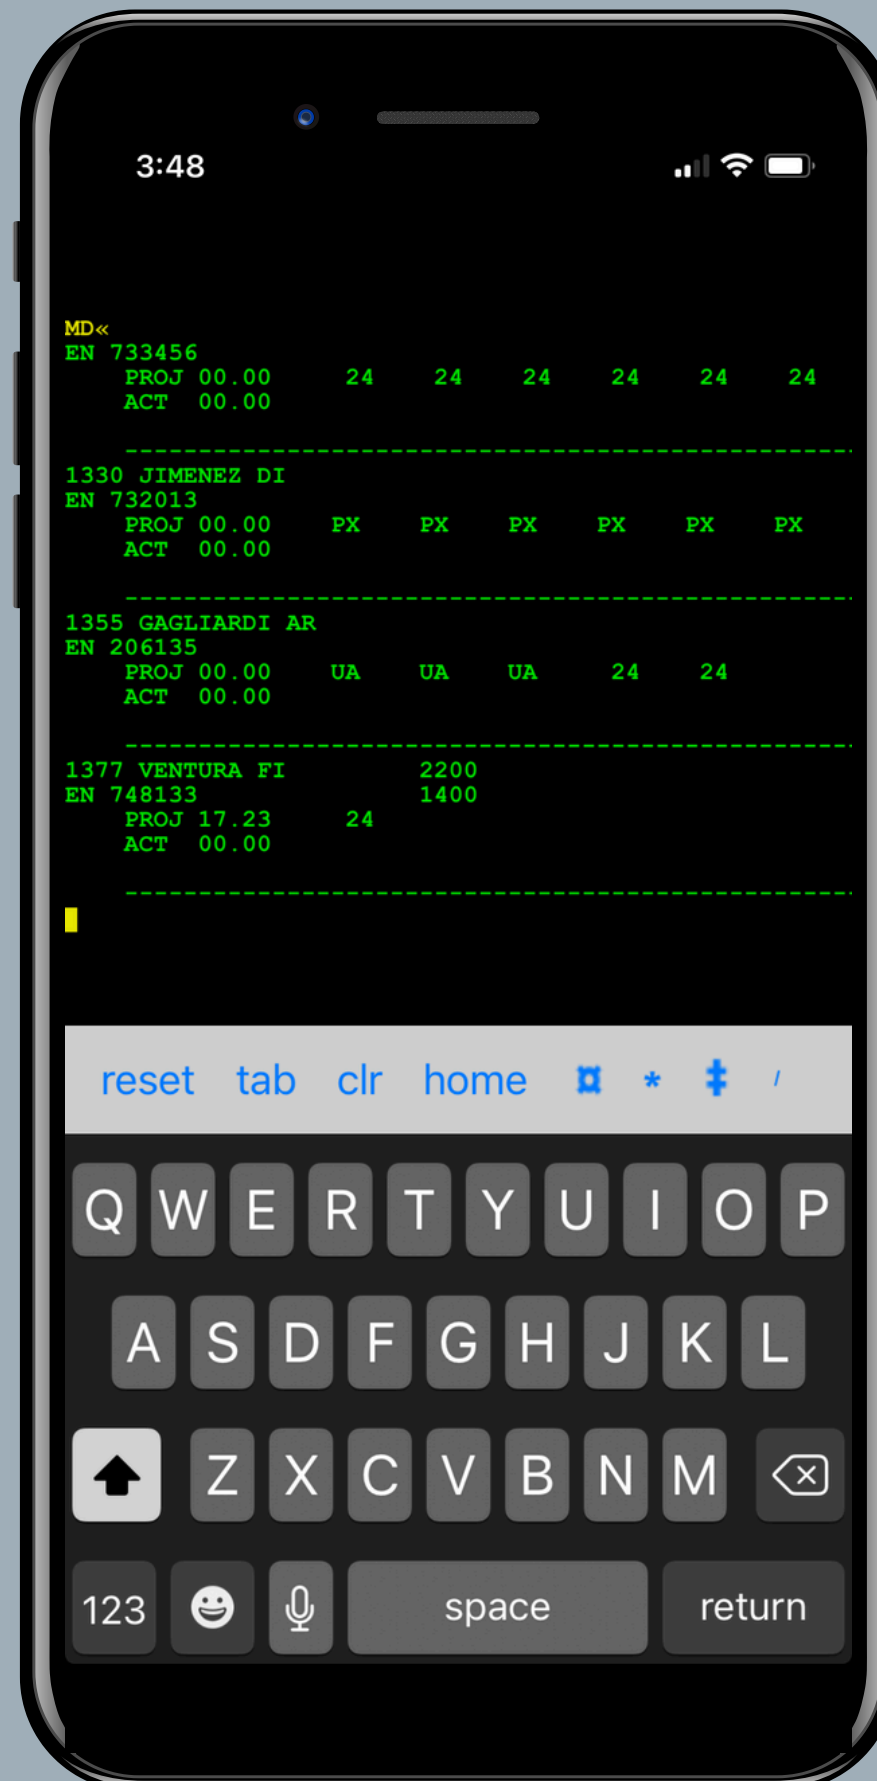 3:48
MD«
EN 733456
PROJ 00.00 24 24 24 24 24 24
ACT 00.00
--------------------------------------------------
1330 JIMENEZ DI
EN 732013
PROJ 00.00 PX PX PX PX PX PX
ACT 00.00
--------------------------------------------------
1355 GAGLIARDI AR
EN 206135
PROJ 00.00 UA UA UA 24 24
ACT 00.00
--------------------------------------------------
1377 VENTURA FI 2200
EN 748133 1400
PROJ 17.23 24
ACT 00.00
--------------------------------------------------
reset tab clr home ¤ * ‡ /
Q W E R T Y U I O P
A S D F G H J K L
Z X C V B N M
123 space return